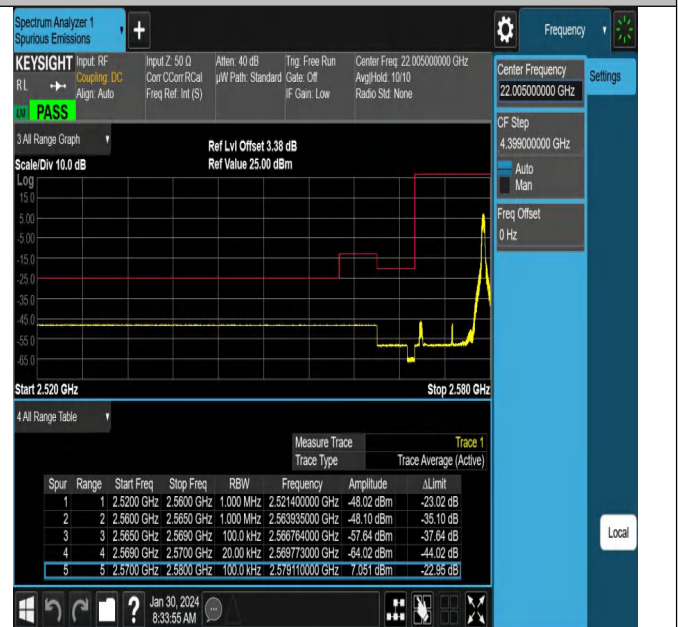 Spectrum Analyzer 1
Spurious Emissions
Frequency
KEYSIGHT Input: RF Input Z: 50 Ω Atten: 40 dB Trig: Free Run Center Freq: 22.005000000 GHz
RL Coupling: DC Corr CCorr RCal µW Path: Standard Gate: Off Avg|Hold: 10/10
Align: Auto Freq Ref: Int (S) IF Gain: Low Radio Std: None
LXI PASS
Center Frequency
22.005000000 GHz
Settings
CF Step
4.399000000 GHz
Auto
Man
Freq Offset
0 Hz
3 All Range Graph
Ref Lvl Offset 3.38 dB
Scale/Div 10.0 dB Ref Value 25.00 dBm
Log
15.0
5.00
-5.00
-15.0
-25.0
-35.0
-45.0
-55.0
-65.0
Start 2.520 GHz Stop 2.580 GHz
4 All Range Table
Measure Trace Trace 1
Trace Type Trace Average (Active)
Spur Range Start Freq Stop Freq RBW Frequency Amplitude ΔLimit
1 1 2.5200 GHz 2.5600 GHz 1.000 MHz 2.521400000 GHz -48.02 dBm -23.02 dB
2 2 2.5600 GHz 2.5650 GHz 1.000 MHz 2.563935000 GHz -48.10 dBm -35.10 dB
3 3 2.5650 GHz 2.5690 GHz 100.0 kHz 2.566764000 GHz -57.64 dBm -37.64 dB
4 4 2.5690 GHz 2.5700 GHz 20.00 kHz 2.569773000 GHz -64.02 dBm -44.02 dB
5 5 2.5700 GHz 2.5800 GHz 100.0 kHz 2.579110000 GHz 7.051 dBm -22.95 dB
Local
Jan 30, 2024
8:33:55 AM